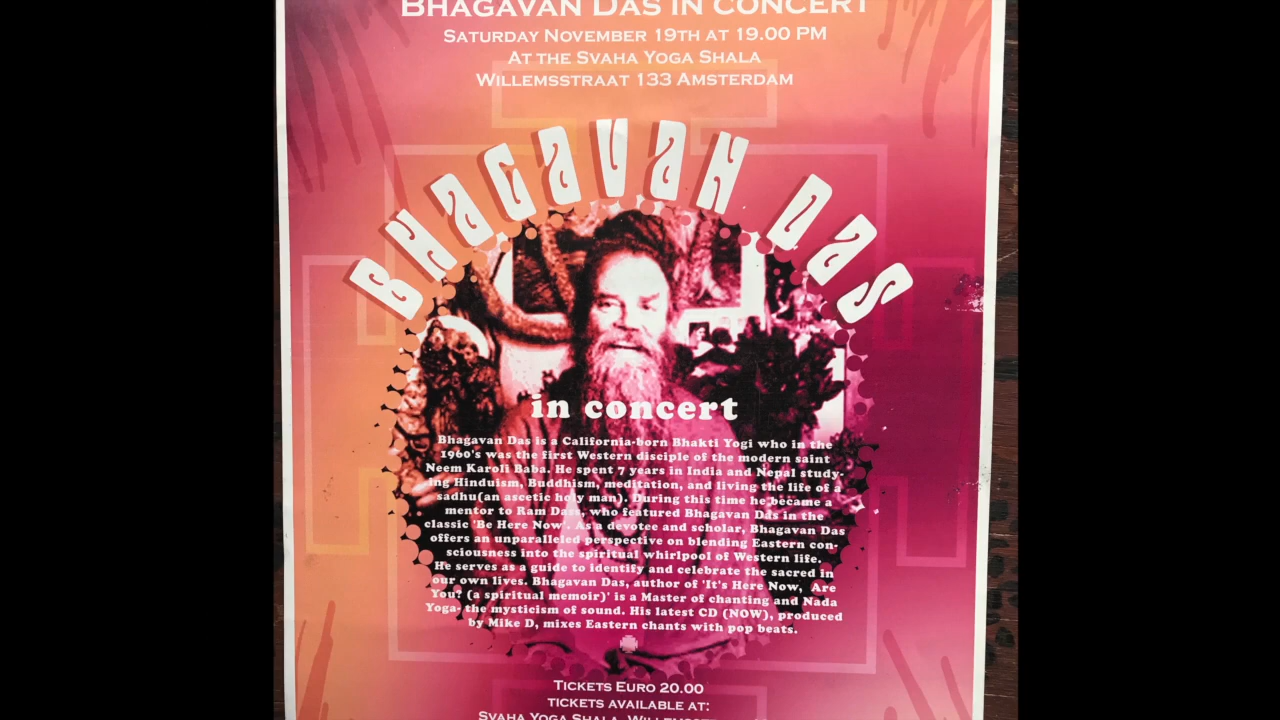 BHAGAVAN DAS IN CONCERT
SATURDAY NOVEMBER 19TH AT 19.00 PM
AT THE SVAHA YOGA SHALA
WILLEMSSTRAAT 133 AMSTERDAM
BHAGAVAN DAS
in concert
Bhagavan Das is a California-born Bhakti Yogi who in the
1960's was the first Western disciple of the modern saint
Neem Karoli Baba. He spent 7 years in India and Nepal study-
ing Hinduism, Buddhism, meditation, and living the life of a
sadhu(an ascetic holy man). During this time he became a
mentor to Ram Dass, who featured Bhagavan Das in the
classic 'Be Here Now'. As a devotee and scholar, Bhagavan Das
offers an unparalleled perspective on blending Eastern con-
sciousness into the spiritual whirlpool of Western life.
He serves as a guide to identify and celebrate the sacred in
our own lives. Bhagavan Das, author of 'It's Here Now, Are
You? (a spiritual memoir)' is a Master of chanting and Nada
Yoga- the mysticism of sound. His latest CD (NOW), produced
by Mike D, mixes Eastern chants with pop beats.
TICKETS EURO 20.00
TICKETS AVAILABLE AT:
SVAHA YOGA SHALA,